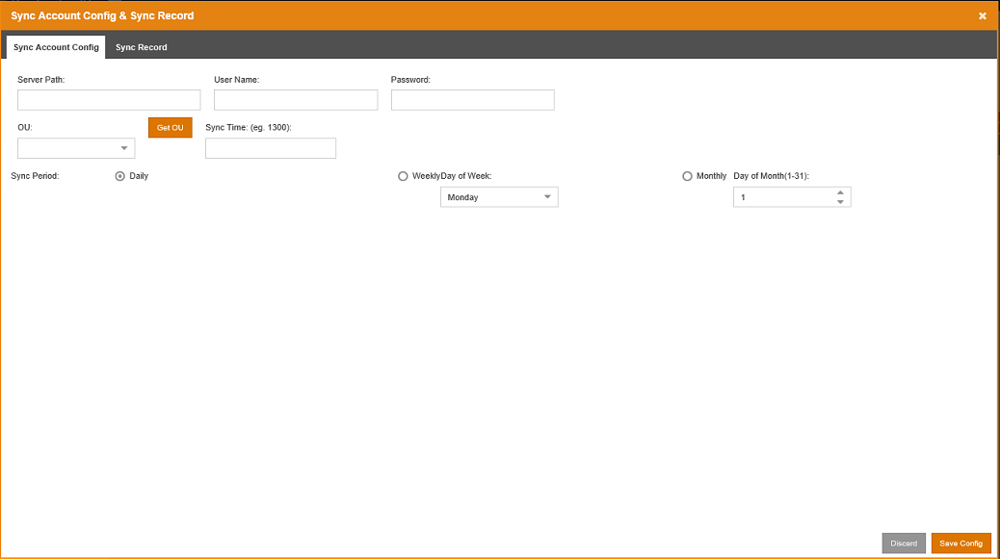 Sync Account Config & Sync Record
Sync Account Config Sync Record
Server Path: User Name: Password:
OU: Get OU Sync Time: (eg. 1300):
Sync Period: Daily WeeklyDay of Week: Monthly Day of Month(1-31):
Monday 1
Discard Save Config